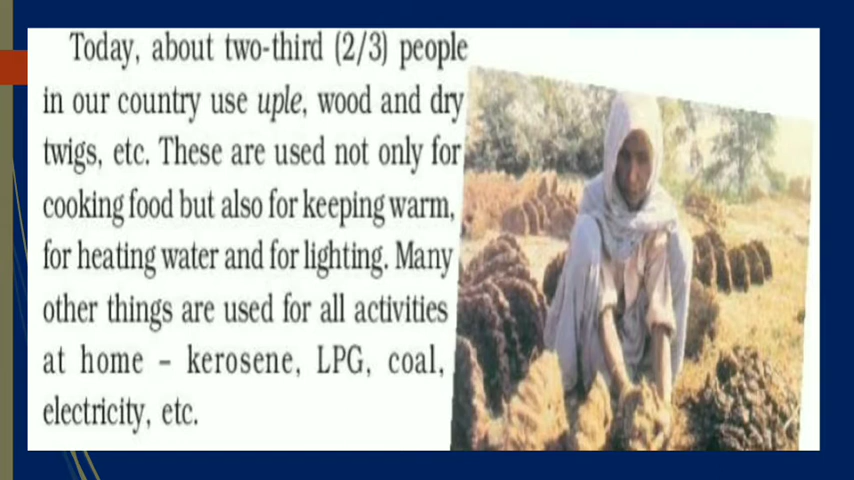 Today, about two-third (2/3) people
in our country use uple, wood and dry
twigs, etc. These are used not only for
cooking food but also for keeping warm,
for heating water and for lighting. Many
other things are used for all activities
at home – kerosene, LPG, coal,
electricity, etc.